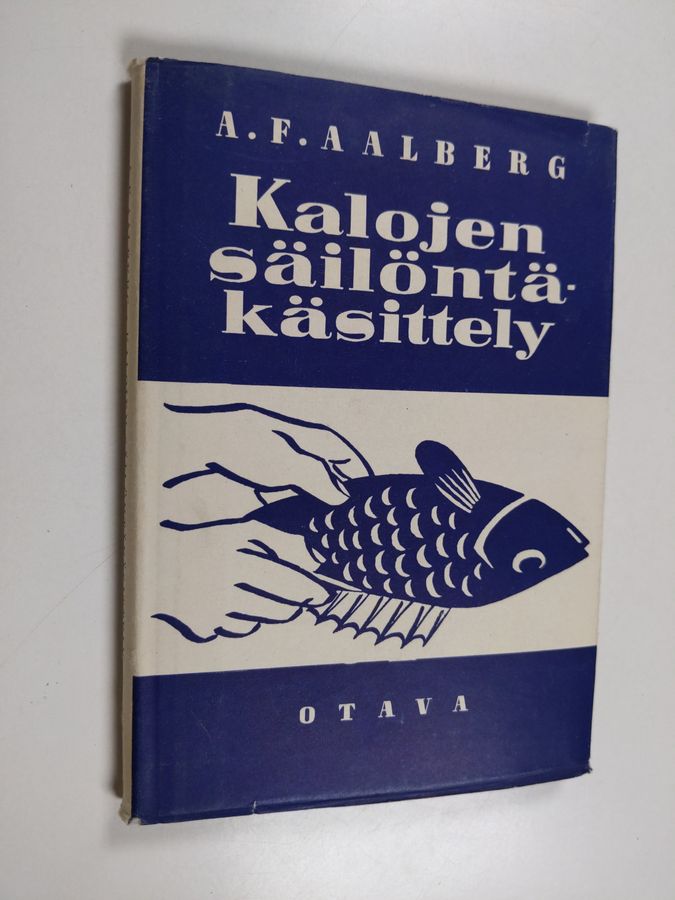 A.F.AALBERG
Kalojen
säilöntä-
käsittely
OTAVA